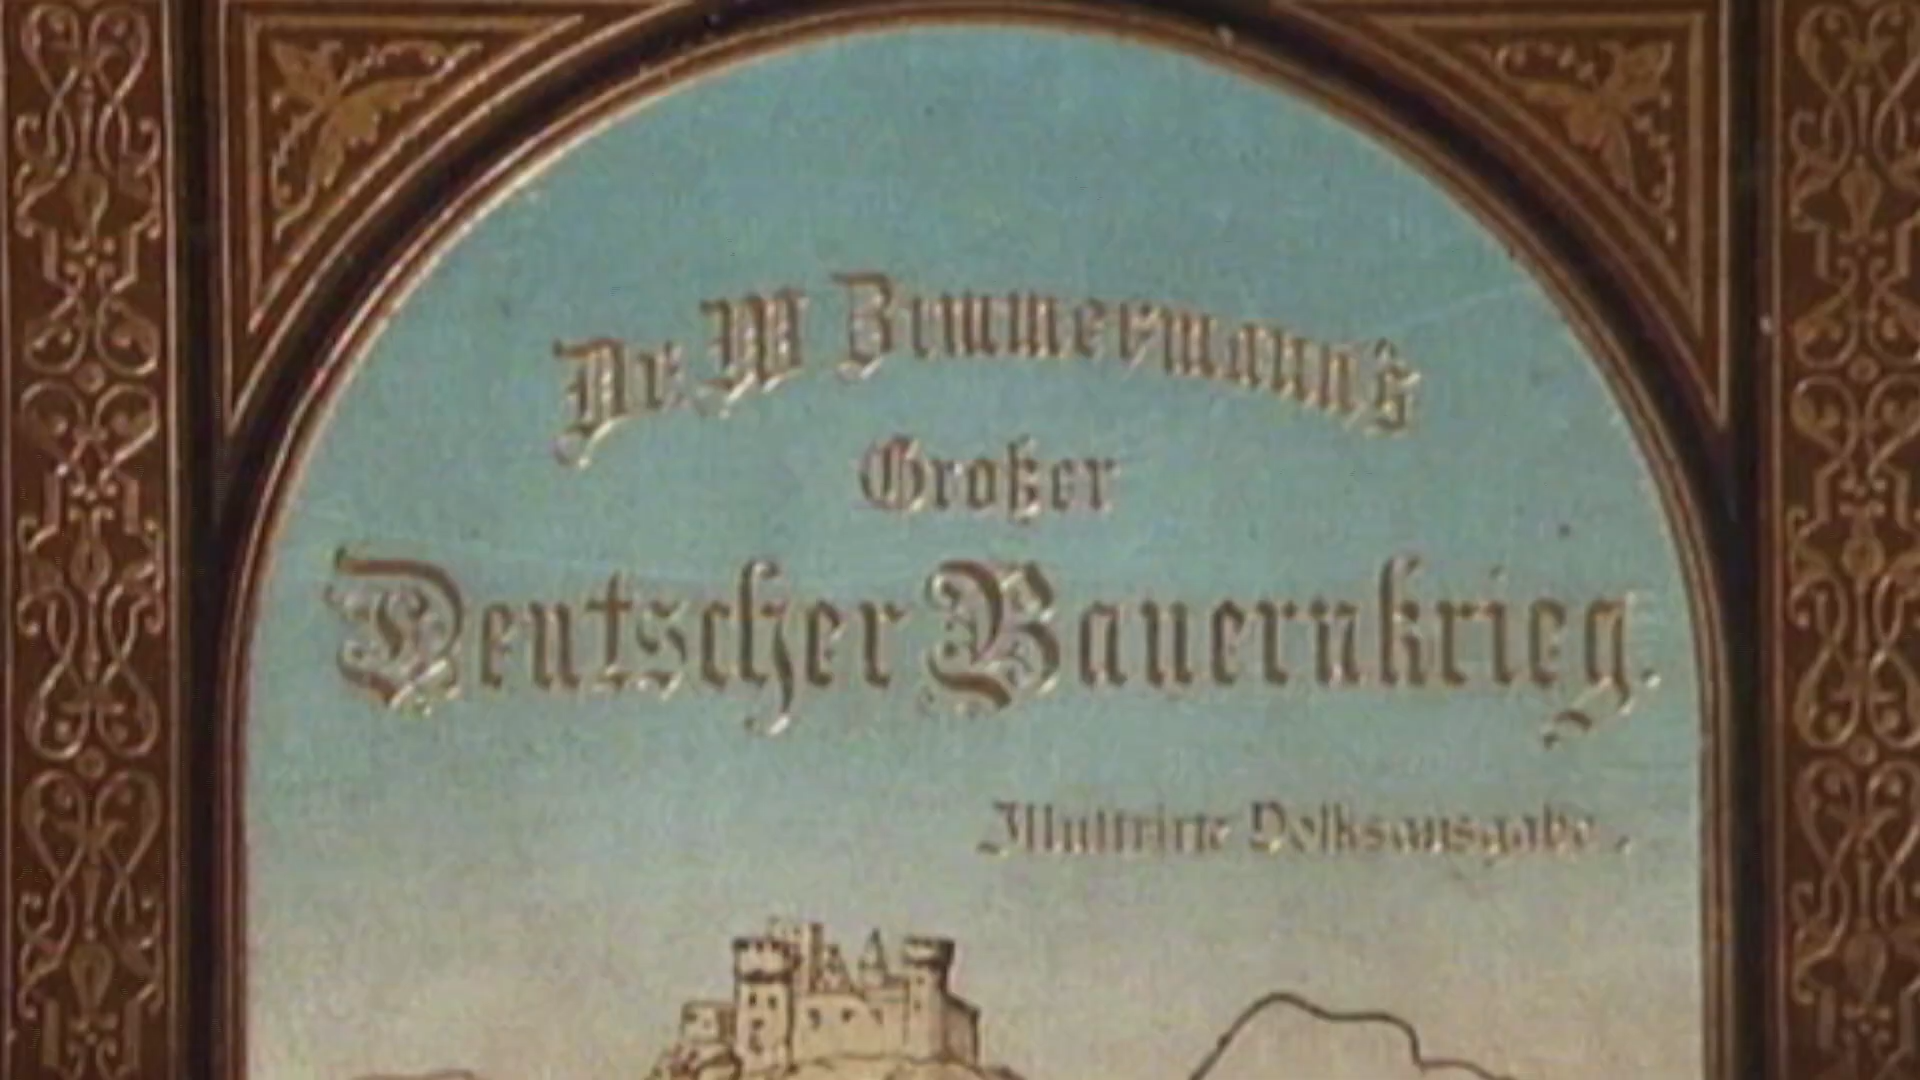 Dr. W Zimmermann's
Großer
Deutscher Bauernkrieg.
Illustrirte Volksausgabe.